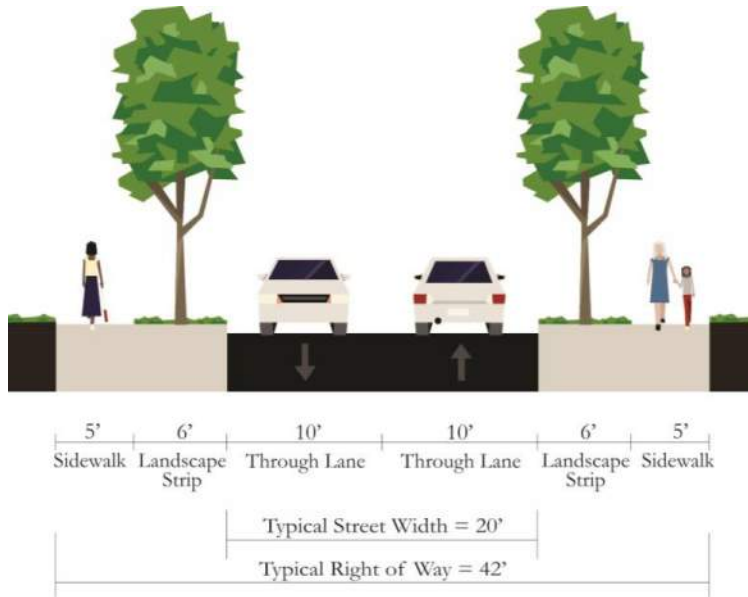 5’ 6’ 10’ 10’ 6’ 5’
Sidewalk Landscape Through Lane Through Lane Landscape Sidewalk
Strip Strip
Typical Street Width = 20’
Typical Right of Way = 42’